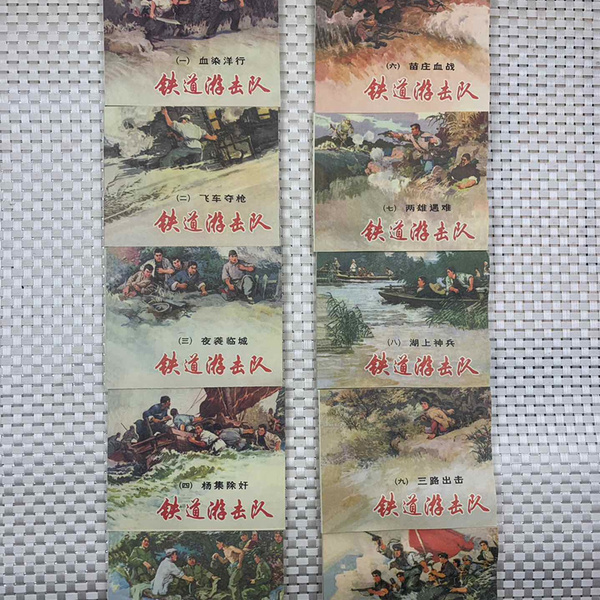 (一) 血染洋行
铁道游击队
(二) 飞车夺枪
铁道游击队
(三) 夜袭临城
铁道游击队
(四) 杨集除奸
铁道游击队
(六) 苗庄血战
铁道游击队
(七) 两雄遇难
铁道游击队
(八) 湖上神兵
铁道游击队
(九) 三路出击
铁道游击队